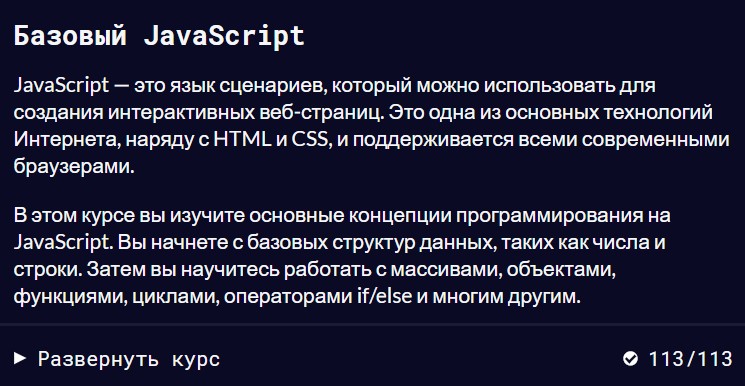 Базовый JavaScript
JavaScript — это язык сценариев, который можно использовать для
создания интерактивных веб-страниц. Это одна из основных технологий
Интернета, наряду с HTML и CSS, и поддерживается всеми современными
браузерами.
В этом курсе вы изучите основные концепции программирования на
JavaScript. Вы начнете с базовых структур данных, таких как числа и
строки. Затем вы научитесь работать с массивами, объектами,
функциями, циклами, операторами if/else и многим другим.
Развернуть курс 113/113